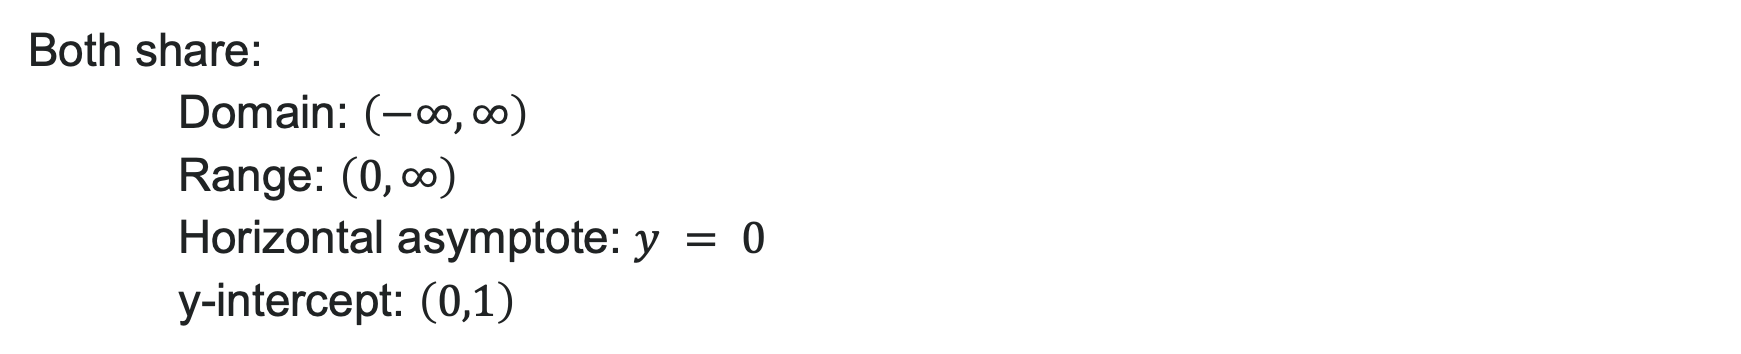 Both share:
Domain: (−∞, ∞)
Range: (0, ∞)
Horizontal asymptote: y = 0
y-intercept: (0,1)